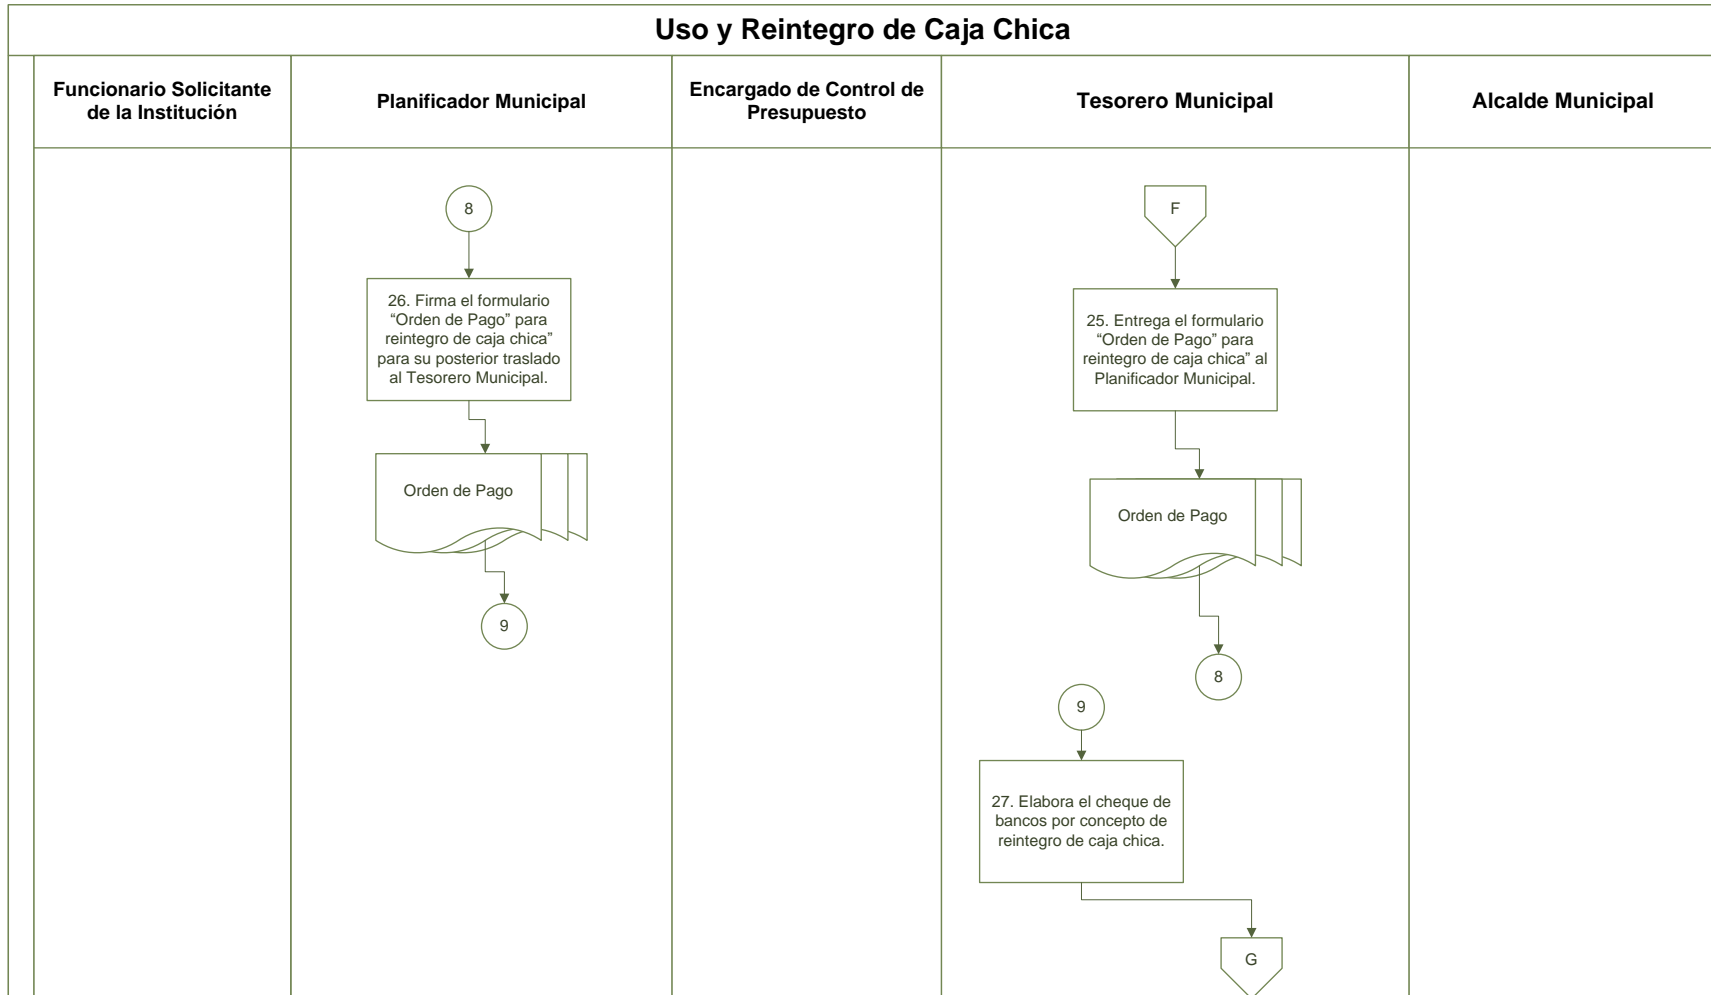 Uso y Reintegro de Caja Chica
Funcionario Solicitante
de la Institución
Planificador Municipal
Encargado de Control de
Presupuesto
Tesorero Municipal
Alcalde Municipal
8
26. Firma el formulario
“Orden de Pago” para
reintegro de caja chica”
para su posterior traslado
al Tesorero Municipal.
Orden de Pago
9
F
25. Entrega el formulario
“Orden de Pago” para
reintegro de caja chica” al
Planificador Municipal.
Orden de Pago
8
9
27. Elabora el cheque de
bancos por concepto de
reintegro de caja chica.
G